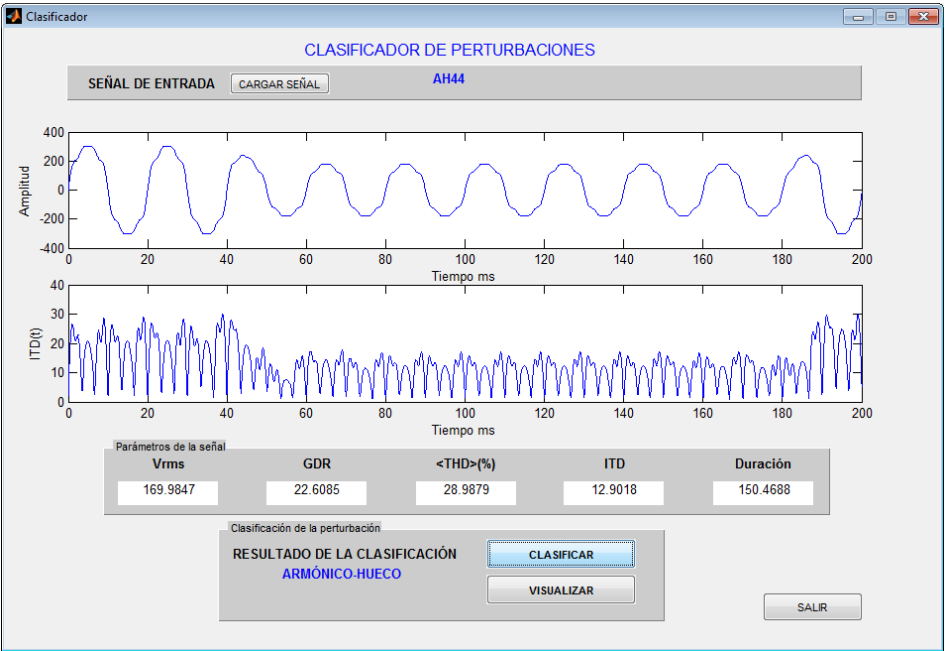 Clasificador
CLASIFICADOR DE PERTURBACIONES
SEÑAL DE ENTRADA CARGAR SEÑAL AH44
400
200
0
-200
-400
Amplitud
0 20 40 60 80 100 120 140 160 180 200
Tiempo ms
40
30
20
10
0
ITD(t)
0 20 40 60 80 100 120 140 160 180 200
Tiempo ms
Parámetros de la señal
Vrms GDR <THD>(%) ITD Duración
169.9847 22.6085 28.9879 12.9018 150.4688
Clasificación de la perturbación
RESULTADO DE LA CLASIFICACIÓN CLASIFICAR
ARMÓNICO-HUECO
VISUALIZAR
SALIR